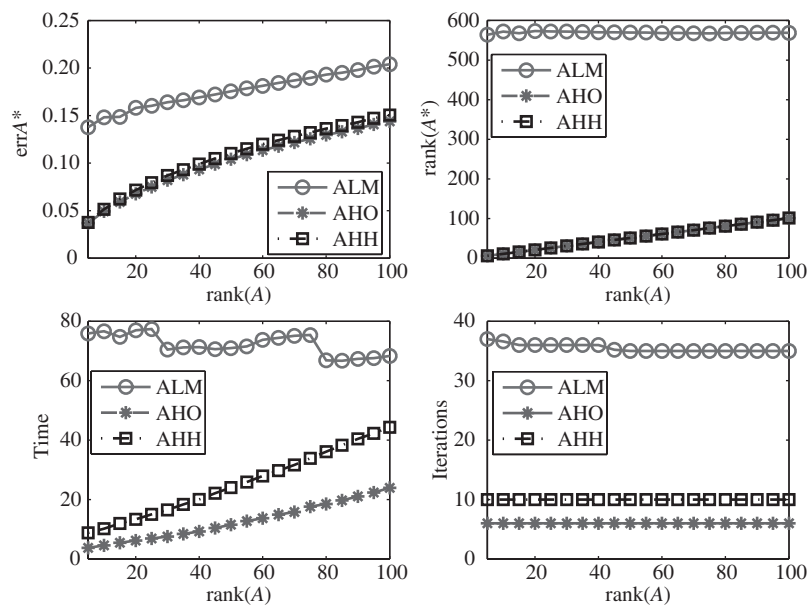 0.25
0.20
0.15
0.10
0.05
0
errA*
ALM
AHO
AHH
20 40 60 80 100
rank(A)
600
500
400
300
200
100
0
rank(A*)
ALM
AHO
AHH
20 40 60 80 100
rank(A)
80
60
40
20
0
Time
ALM
AHO
AHH
20 40 60 80 100
rank(A)
40
30
20
10
0
Iterations
ALM
AHO
AHH
20 40 60 80 100
rank(A)